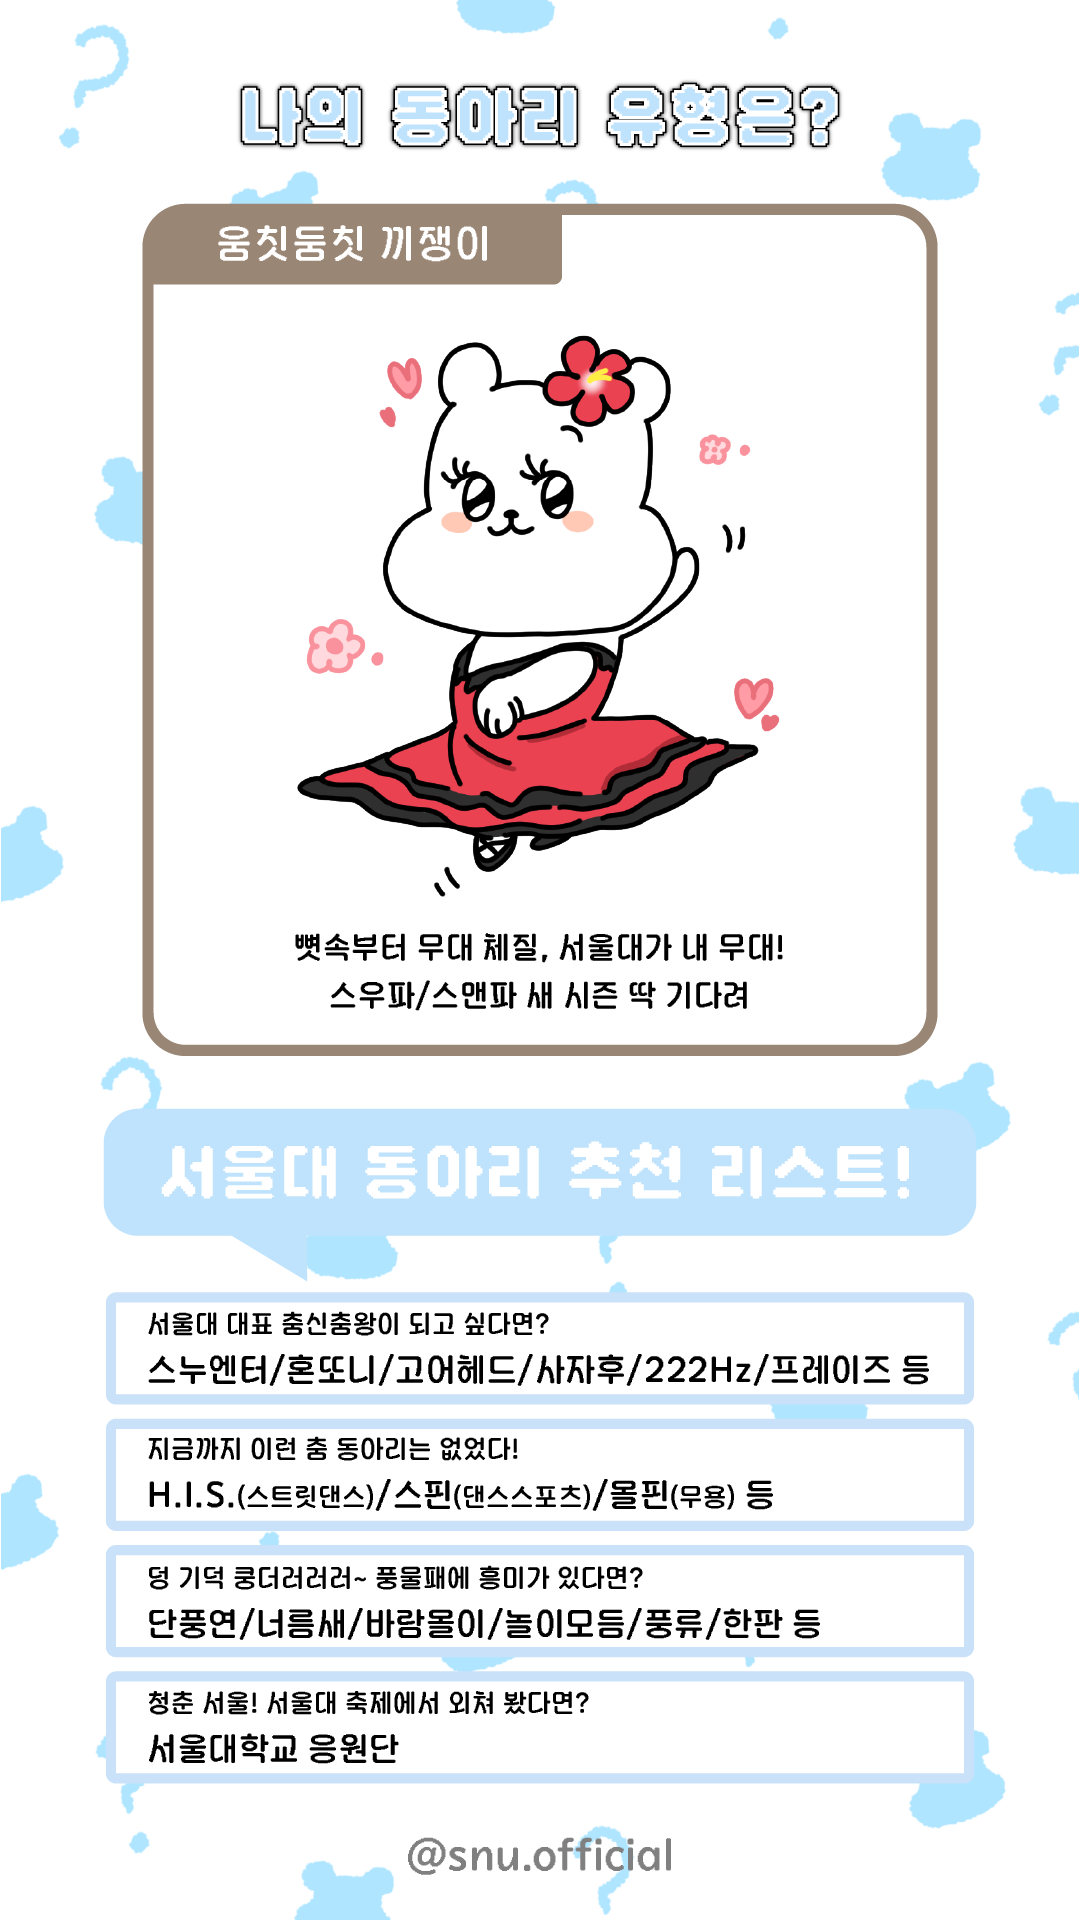 나의 동아리 유형은?
움칫둠칫 끼쟁이
뼛속부터 무대 체질, 서울대가 내 무대!
스우파/스맨파 새 시즌 딱 기다려
서울대 동아리 추천 리스트!
서울대 대표 춤신춤왕이 되고 싶다면?
스누엔터/혼또니/고어헤드/사자후/222Hz/프레이즈 등
지금까지 이런 춤 동아리는 없었다!
H.I.S.(스트릿댄스)/스핀(댄스스포츠)/몰핀(무용) 등
덩 기덕 쿵더러러러~ 풍물패에 흥미가 있다면?
단풍연/너름새/바람몰이/놀이모듬/풍류/한판 등
청춘 서울! 서울대 축제에서 외쳐 봤다면?
서울대학교 응원단
@snu.official